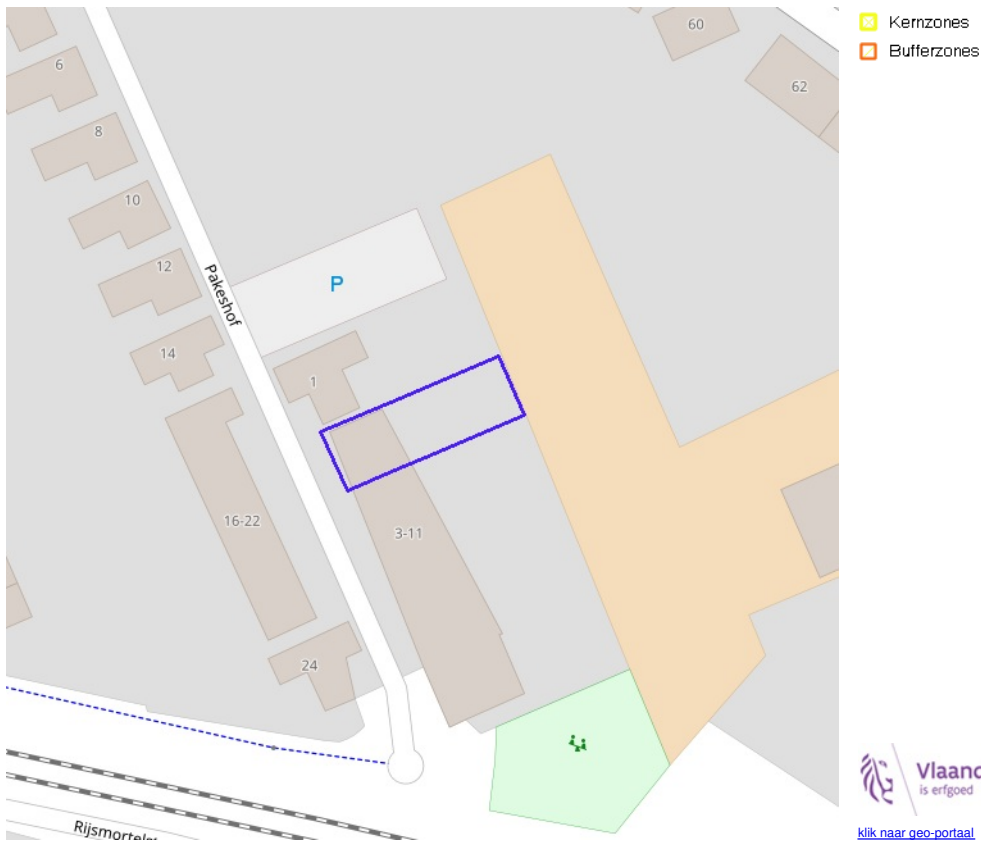 60
Kernzones
Bufferzones
6
62
8
10
12
Pakeshof
P
14
1
16-22
3-11
24
Vlaand
is erfgoed
klik naar geo-portaal